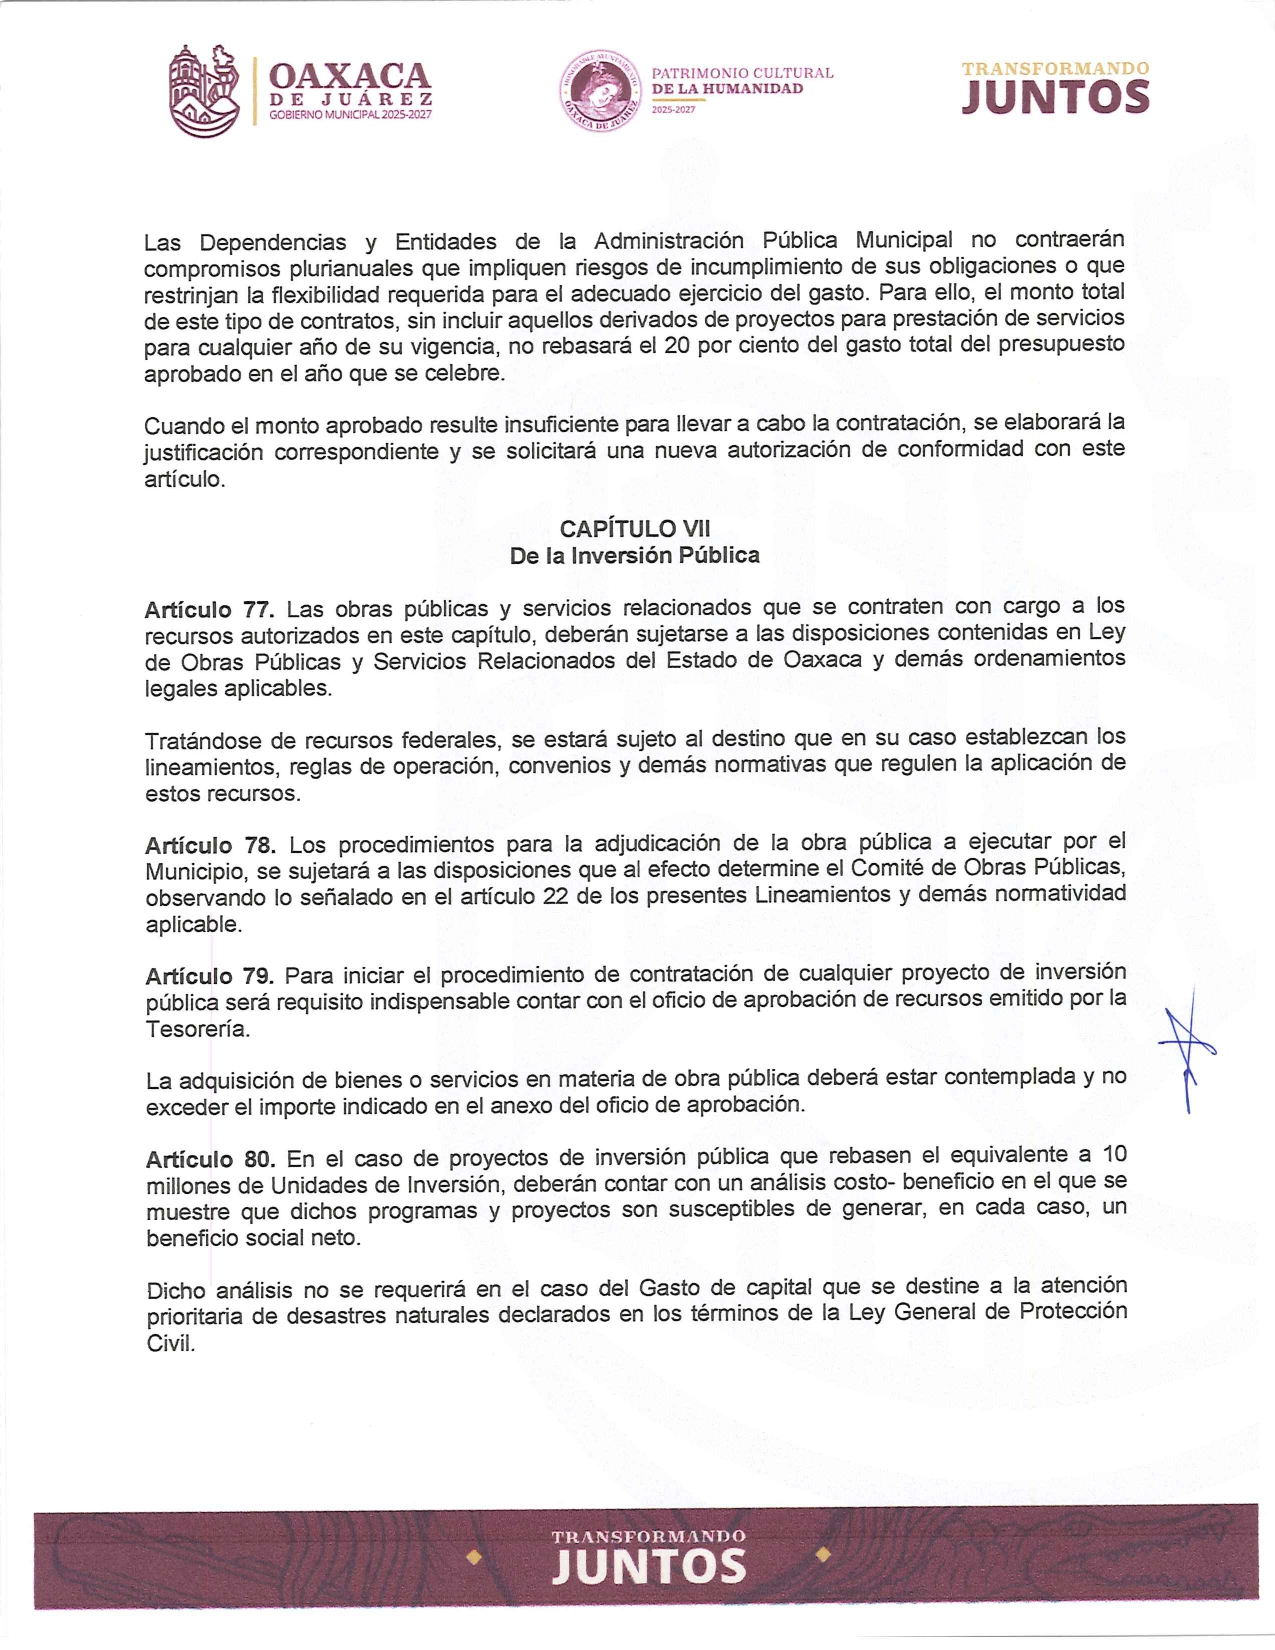 OAXACA
DE JUÁREZ
GOBIERNO MUNICIPAL 2025-2027
HONORABLE AYUNTAMIENTO
OAXACA DE JUÁREZ
PATRIMONIO CULTURAL
DE LA HUMANIDAD
2025-2027
TRANSFORMANDO
JUNTOS
Las Dependencias y Entidades de la Administración Pública Municipal no contraerán
compromisos plurianuales que impliquen riesgos de incumplimiento de sus obligaciones o que
restrinjan la flexibilidad requerida para el adecuado ejercicio del gasto. Para ello, el monto total
de este tipo de contratos, sin incluir aquellos derivados de proyectos para prestación de servicios
para cualquier año de su vigencia, no rebasará el 20 por ciento del gasto total del presupuesto
aprobado en el año que se celebre.
Cuando el monto aprobado resulte insuficiente para llevar a cabo la contratación, se elaborará la
justificación correspondiente y se solicitará una nueva autorización de conformidad con este
artículo.
CAPÍTULO VII
De la Inversión Pública
Artículo 77. Las obras públicas y servicios relacionados que se contraten con cargo a los
recursos autorizados en este capítulo, deberán sujetarse a las disposiciones contenidas en Ley
de Obras Públicas y Servicios Relacionados del Estado de Oaxaca y demás ordenamientos
legales aplicables.
Tratándose de recursos federales, se estará sujeto al destino que en su caso establezcan los
lineamientos, reglas de operación, convenios y demás normativas que regulen la aplicación de
estos recursos.
Artículo 78. Los procedimientos para la adjudicación de la obra pública a ejecutar por el
Municipio, se sujetará a las disposiciones que al efecto determine el Comité de Obras Públicas,
observando lo señalado en el artículo 22 de los presentes Lineamientos y demás normatividad
aplicable.
Artículo 79. Para iniciar el procedimiento de contratación de cualquier proyecto de inversión
pública será requisito indispensable contar con el oficio de aprobación de recursos emitido por la
Tesorería.
La adquisición de bienes o servicios en materia de obra pública deberá estar contemplada y no
exceder el importe indicado en el anexo del oficio de aprobación.
Artículo 80. En el caso de proyectos de inversión pública que rebasen el equivalente a 10
millones de Unidades de Inversión, deberán contar con un análisis costo- beneficio en el que se
muestre que dichos programas y proyectos son susceptibles de generar, en cada caso, un
beneficio social neto.
Dicho análisis no se requerirá en el caso del Gasto de capital que se destine a la atención
prioritaria de desastres naturales declarados en los términos de la Ley General de Protección
Civil.
TRANSFORMANDO
JUNTOS